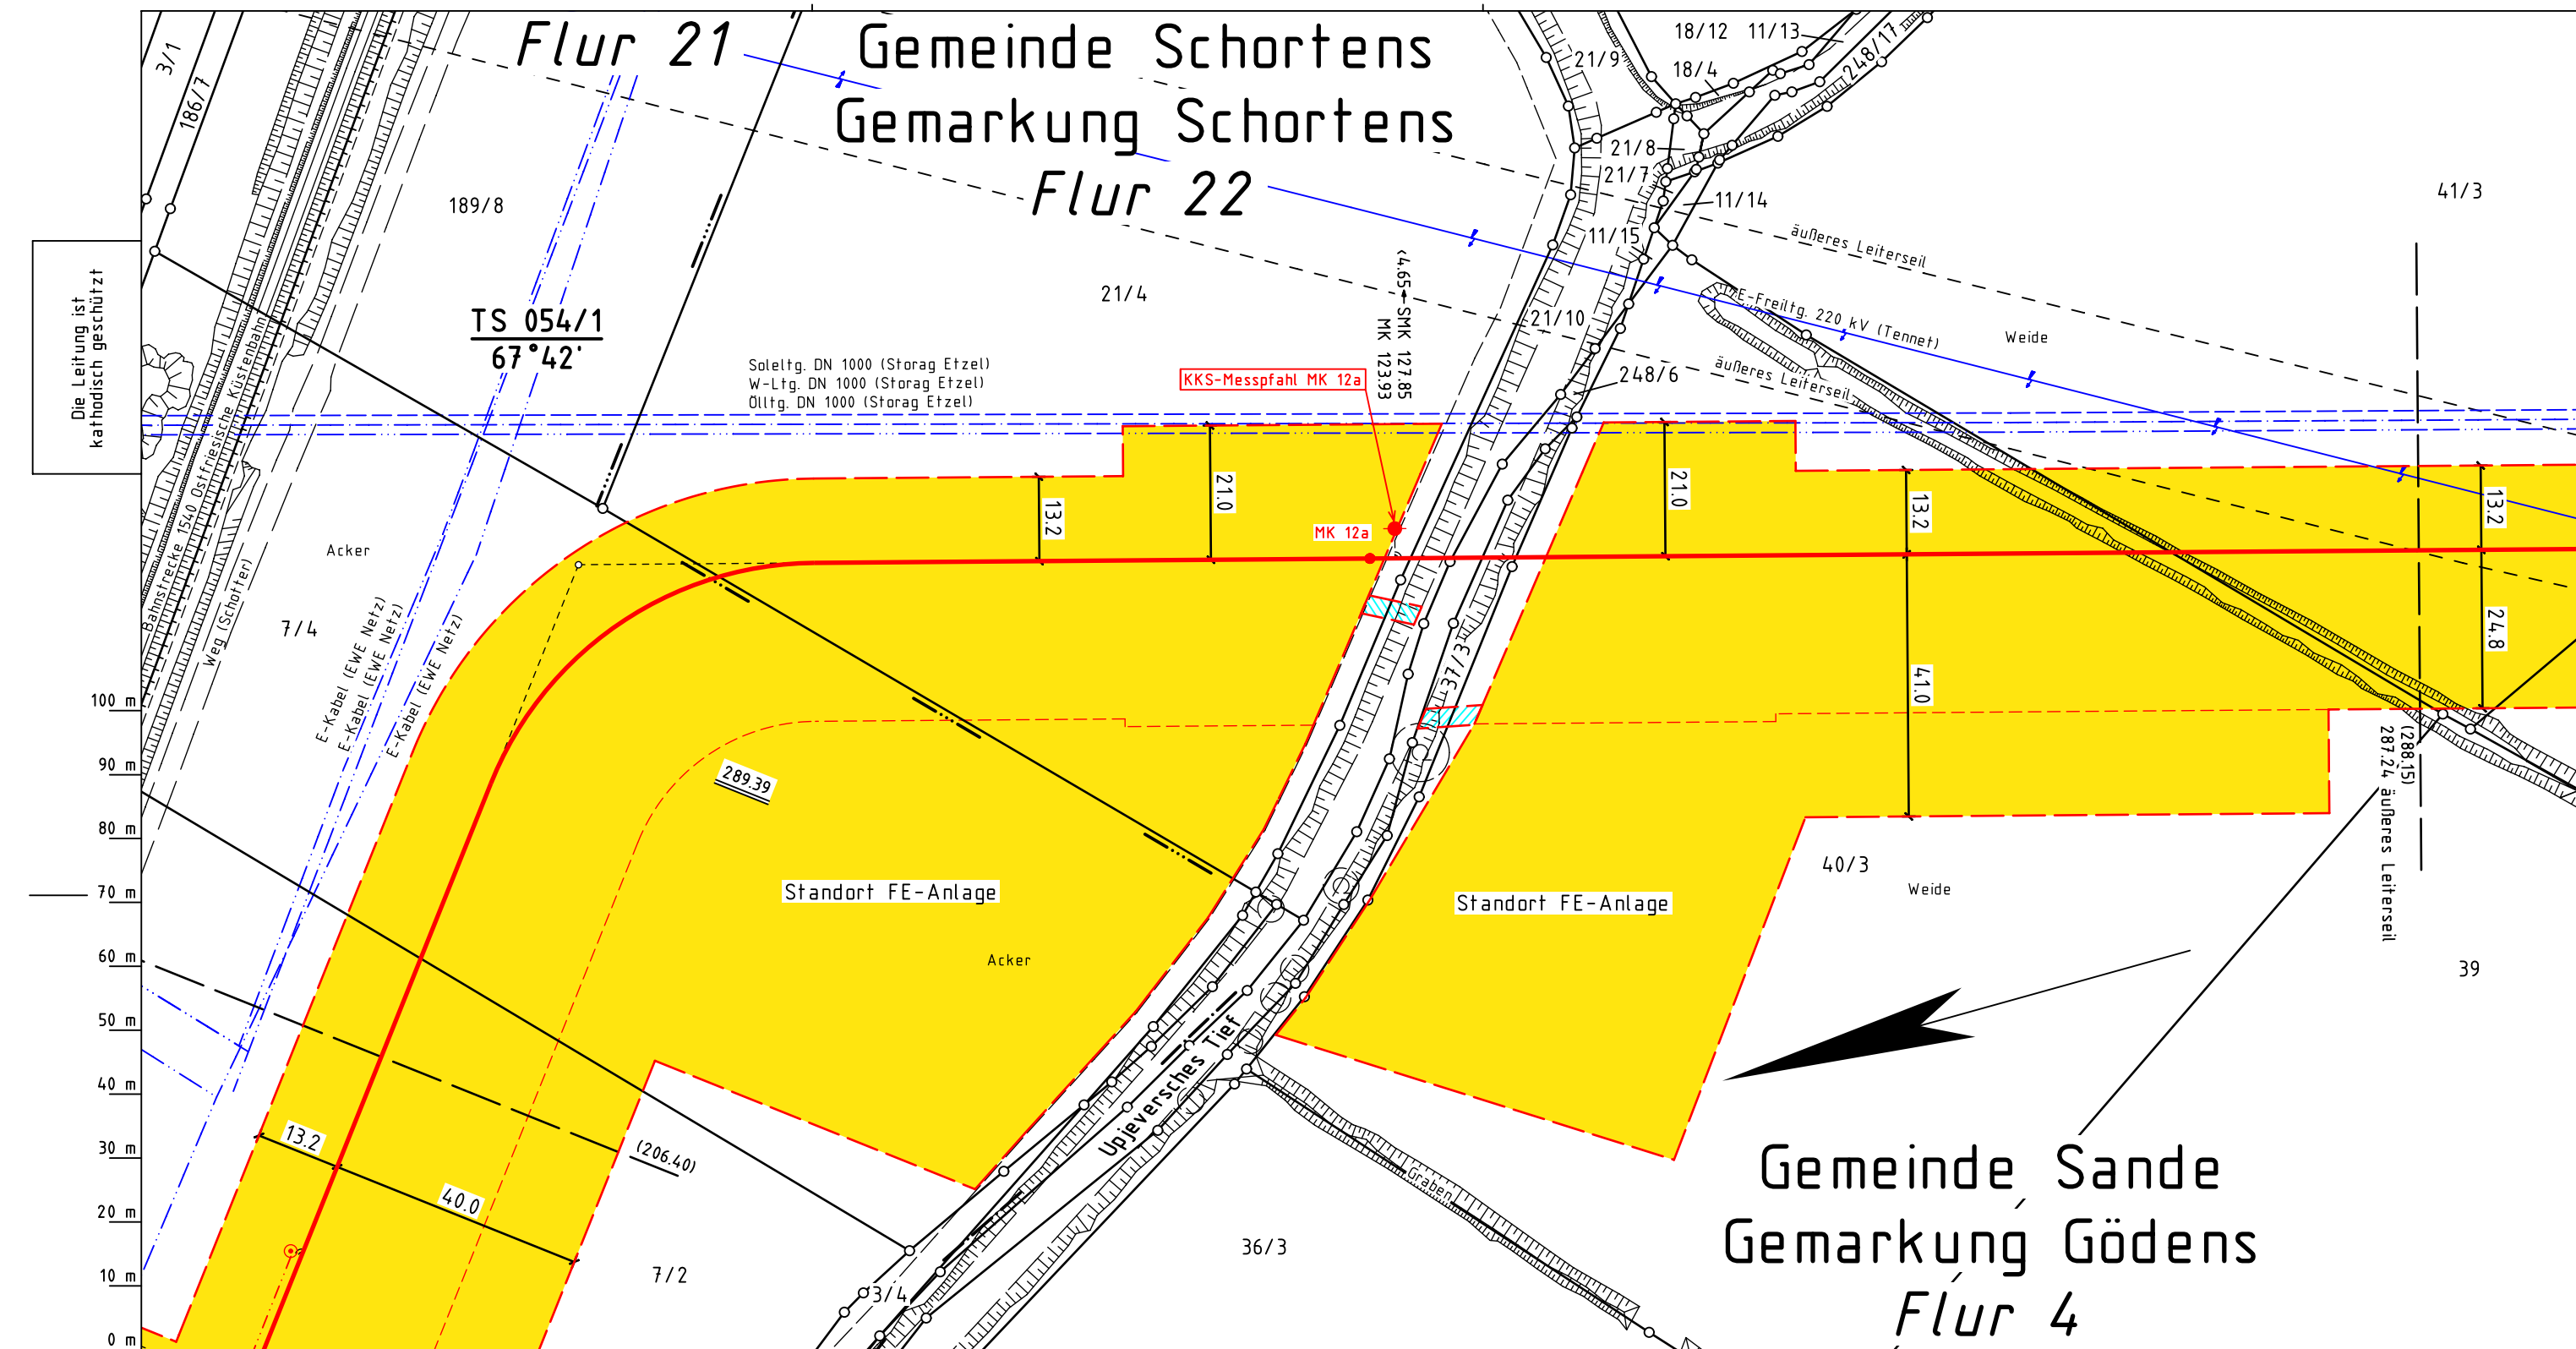 Flur 21
Gemeinde Schortens
Gemarkung Schortens
Flur 22
3/1
186/7
189/8
21/9
18/12
11/13
18/4
248/17
21/8
21/7
11/14
11/15
41/3
21/4
21/10
248/6
äußeres Leiterseil
E-Freiltg. 220 kV (Tennet)
äußeres Leiterseil
Weide
Die Leitung ist
kathodisch geschützt
TS 054/1
67°42'
Soleltg. DN 1000 (Storag Etzel)
W-Ltg. DN 1000 (Storag Etzel)
Ölltg. DN 1000 (Storag Etzel)
KKS-Messpfahl MK 12a
<4.65
SMK 127.85
MK 123.93
MK 12a
13.2
21.0
21.0
13.2
13.2
41.0
24.8
Bahnstrecke 1540 Ostfriesische Küstenbahn
Weg (Schotter)
Acker
7/4
E-Kabel (EWE Netz)
E-Kabel (EWE Netz)
E-Kabel (EWE Netz)
37/3
289.39
Standort FE-Anlage
Acker
Standort FE-Anlage
40/3
Weide
(288.15)
287.24 äußeres Leiterseil
39
100 m
90 m
80 m
70 m
60 m
50 m
40 m
30 m
20 m
10 m
0 m
13.2
40.0
(206.40)
7/2
Upjeversches Tief
3/4
36/3
Graben
Gemeinde Sande
Gemarkung Gödens
Flur 4